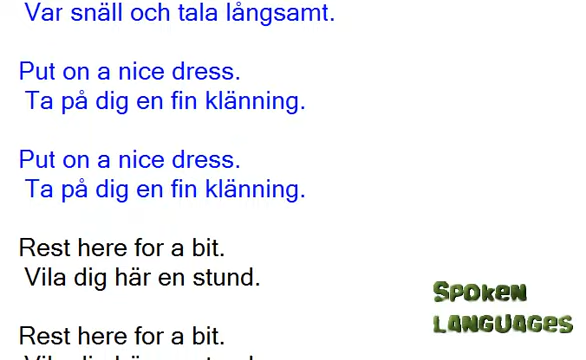 Var snäll och tala långsamt.
Put on a nice dress.
Ta på dig en fin klänning.
Put on a nice dress.
Ta på dig en fin klänning.
Rest here for a bit.
Vila dig här en stund.
Rest here for a bit.
Spoken
Languages